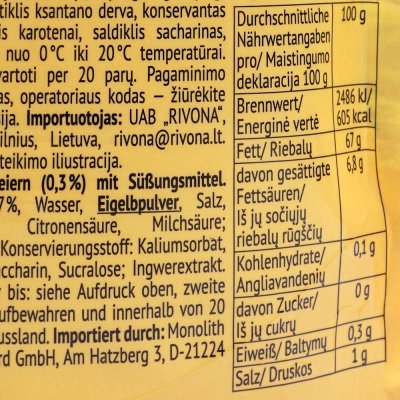 tiklis ksantano derva, konservantas
is karotenai, saldiklis sacharinas,
nuo 0°C iki 20°C temperatūrai.
vartoti per 20 parų. Pagaminimo
as, operatoriaus kodas – žiūrėkite
sija. Importuotojas: UAB „RIVONA",
ilnius, Lietuva, rivona@rivona.lt.
teikimo iliustracija.
eiern (0,3%) mit Süßungsmittel.
7%, Wasser, Eigelbpulver, Salz,
Citronensäure, Milchsäure;
Konservierungsstoff: Kaliumsorbat,
ccharin, Sucralose; Ingwerextrakt.
bis: siehe Aufdruck oben, zweite
ufbewahren und innerhalb von 20
ussland. Importiert durch: Monolith
rd GmbH, Am Hatzberg 3, D-21224
Durchschnittliche 100 g
Nährwertangaben
pro/ Maistingumo
deklaracija 100 g
Brennwert/ 2486 kJ/
Energinė vertė 605 kcal
Fett/ Riebalų 67 g
davon gesättigte 6,8 g
Fettsäuren/
Iš jų sočiųjų
riebalų rūgščių
Kohlenhydrate/ 0,1 g
Angliavandenių
davon Zucker/ 0 g
Iš jų cukrų
Eiweiß/ Baltymų 0,3 g
Salz/ Druskos 1 g